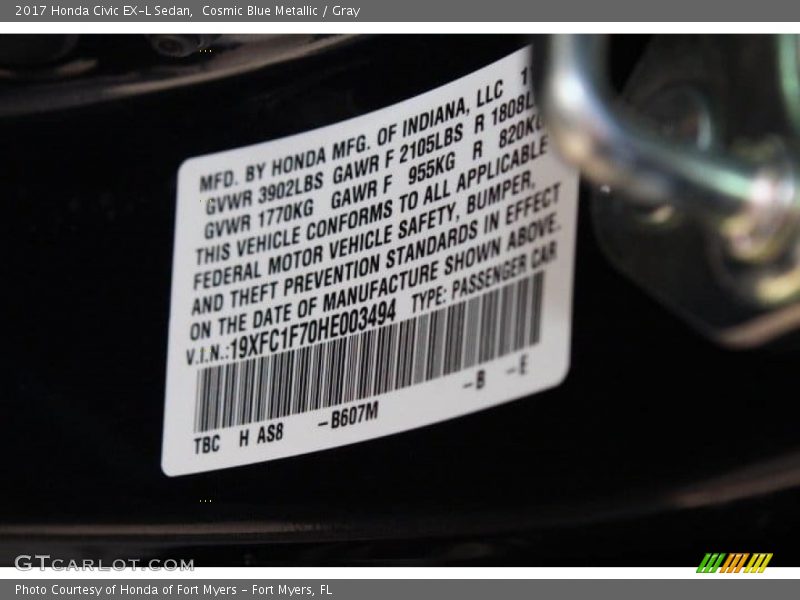 2017 Honda Civic EX-L Sedan,  Cosmic Blue Metallic / Gray
MFD. BY HONDA MFG. OF INDIANA, LLC 1
GVWR 3902LBS GAWR F 2105LBS R 1808L
GVWR 1770KG GAWR F 955KG R 820KG
THIS VEHICLE CONFORMS TO ALL APPLICABLE
FEDERAL MOTOR VEHICLE SAFETY, BUMPER,
AND THEFT PREVENTION STANDARDS IN EFFECT
ON THE DATE OF MANUFACTURE SHOWN ABOVE.
V.I.N.:19XFC1F70HE003494 TYPE: PASSENGER CAR
TBC H AS8 -B607M -B -E
GTCARLOT.COM
Photo Courtesy of Honda of Fort Myers - Fort Myers, FL